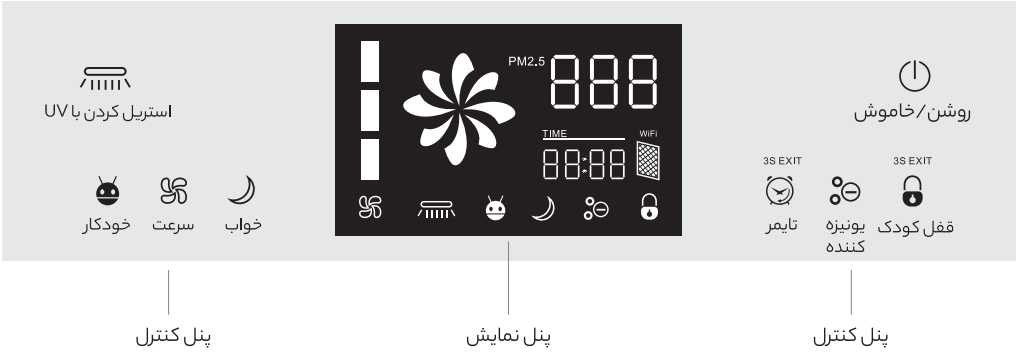 روشن/خاموش
3S EXIT
3S EXIT
قفل کودک
یونیزه
کننده
تایمر
PM2.5
888
TIME
WiFi
88:88
استریل کردن با UV
خواب
سرعت
خودکار
پنل کنترل
پنل نمایش
پنل کنترل